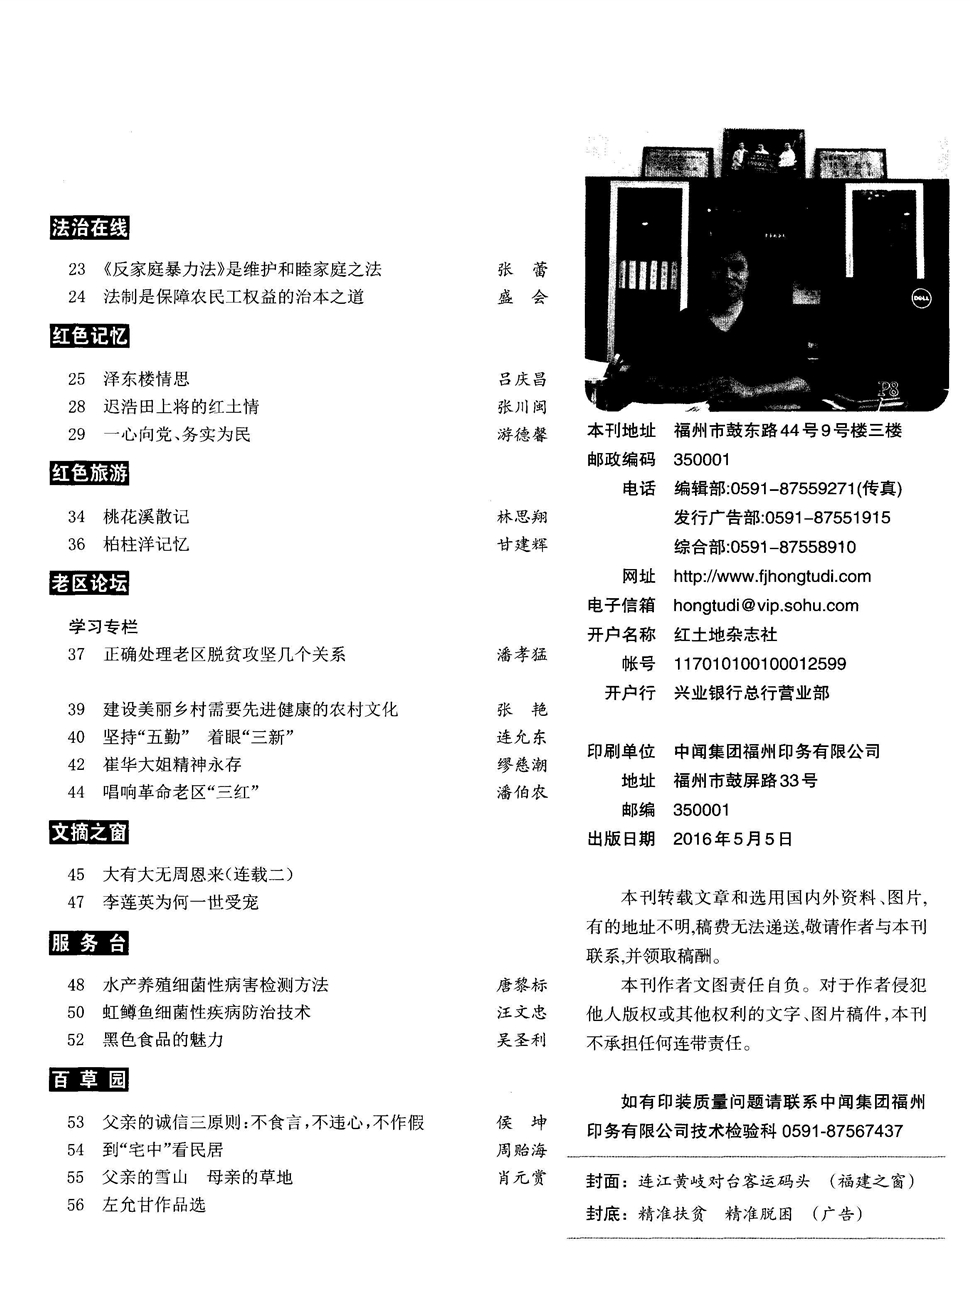 法治在线
23 《反家庭暴力法》是维护和睦家庭之法 张 蕾
24 法制是保障农民工权益的治本之道 盛 会
红色记忆
25 泽东楼情思 吕庆昌
28 迟浩田上将的红土情 张川闽
29 一心向党、务实为民 游德馨
红色旅游
34 桃花溪散记 林思翔
36 柏柱洋记忆 甘建辉
老区论坛
学习专栏
37 正确处理老区脱贫攻坚几个关系 潘孝猛
39 建设美丽乡村需要先进健康的农村文化 张 艳
40 坚持“五勤” 着眼“三新” 连允东
42 崔华大姐精神永存 缪慈潮
44 唱响革命老区“三红” 潘伯农
文摘之窗
45 大有大无周恩来(连载二)
47 李莲英为何一世受宠
服务台
48 水产养殖细菌性病害检测方法 唐黎标
50 虹鳟鱼细菌性疾病防治技术 汪文忠
52 黑色食品的魅力 吴圣利
百草园
53 父亲的诚信三原则:不食言,不违心,不作假 侯 坤
54 到“宅中”看民居 周贻海
55 父亲的雪山 母亲的草地 肖元赏
56 左允甘作品选
DELL
P8
本刊地址 福州市鼓东路44号9号楼三楼
邮政编码 350001
电话 编辑部:0591-87559271(传真)
发行广告部:0591-87551915
综合部:0591-87558910
网址 http://www.fjhongtudi.com
电子信箱 hongtudi@vip.sohu.com
开户名称 红土地杂志社
帐号 117010100100012599
开户行 兴业银行总行营业部
印刷单位 中闻集团福州印务有限公司
地址 福州市鼓屏路33号
邮编 350001
出版日期 2016年5月5日
本刊转载文章和选用国内外资料、图片,
有的地址不明,稿费无法递送,敬请作者与本刊
联系,并领取稿酬。
本刊作者文图责任自负。对于作者侵犯
他人版权或其他权利的文字、图片稿件,本刊
不承担任何连带责任。
如有印装质量问题请联系中闻集团福州
印务有限公司技术检验科 0591-87567437
封面: 连江黄岐对台客运码头 (福建之窗)
封底: 精准扶贫 精准脱困 (广告)